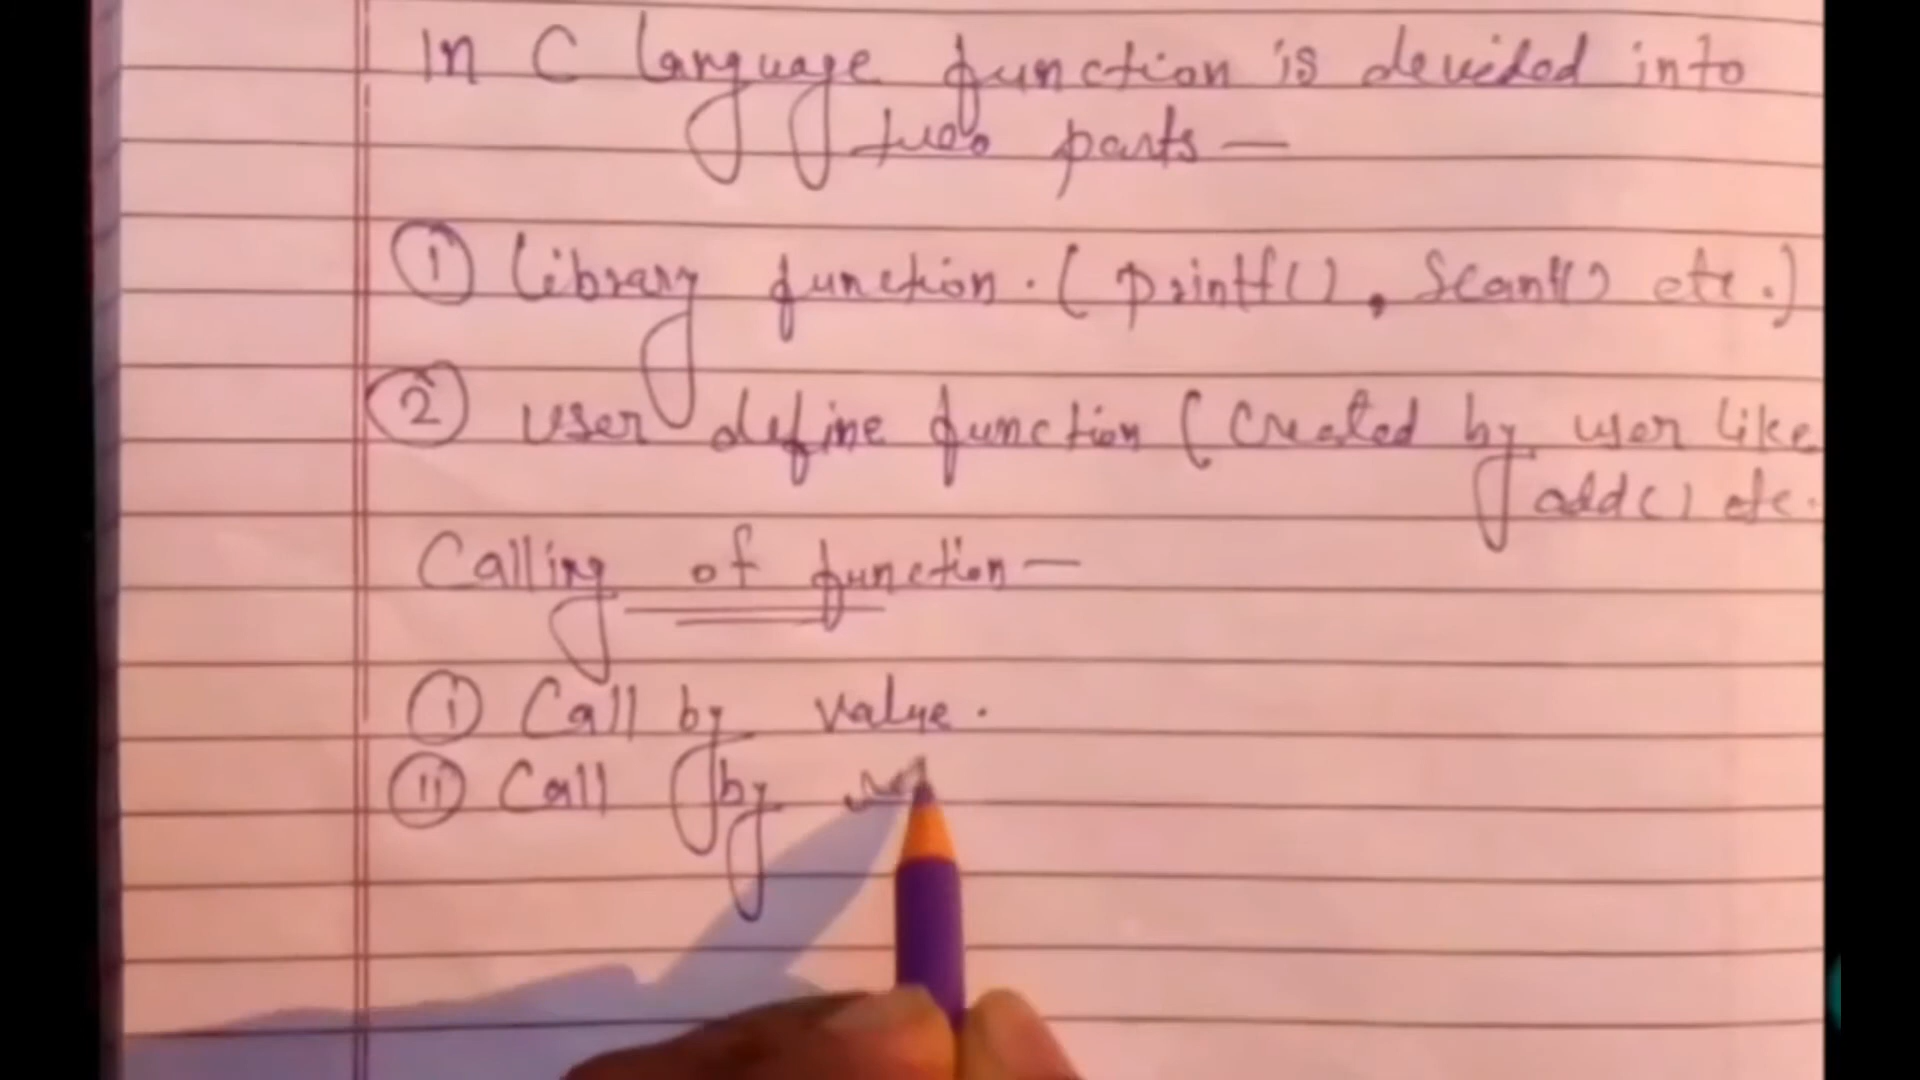 In C language function is devided into
two parts —
① library function. ( printf(), Scanf() etc.)
② user define function ( Created by user like
add() etc.
Calling of function —
ⓘ Call by value.
ⓘⓘ Call by